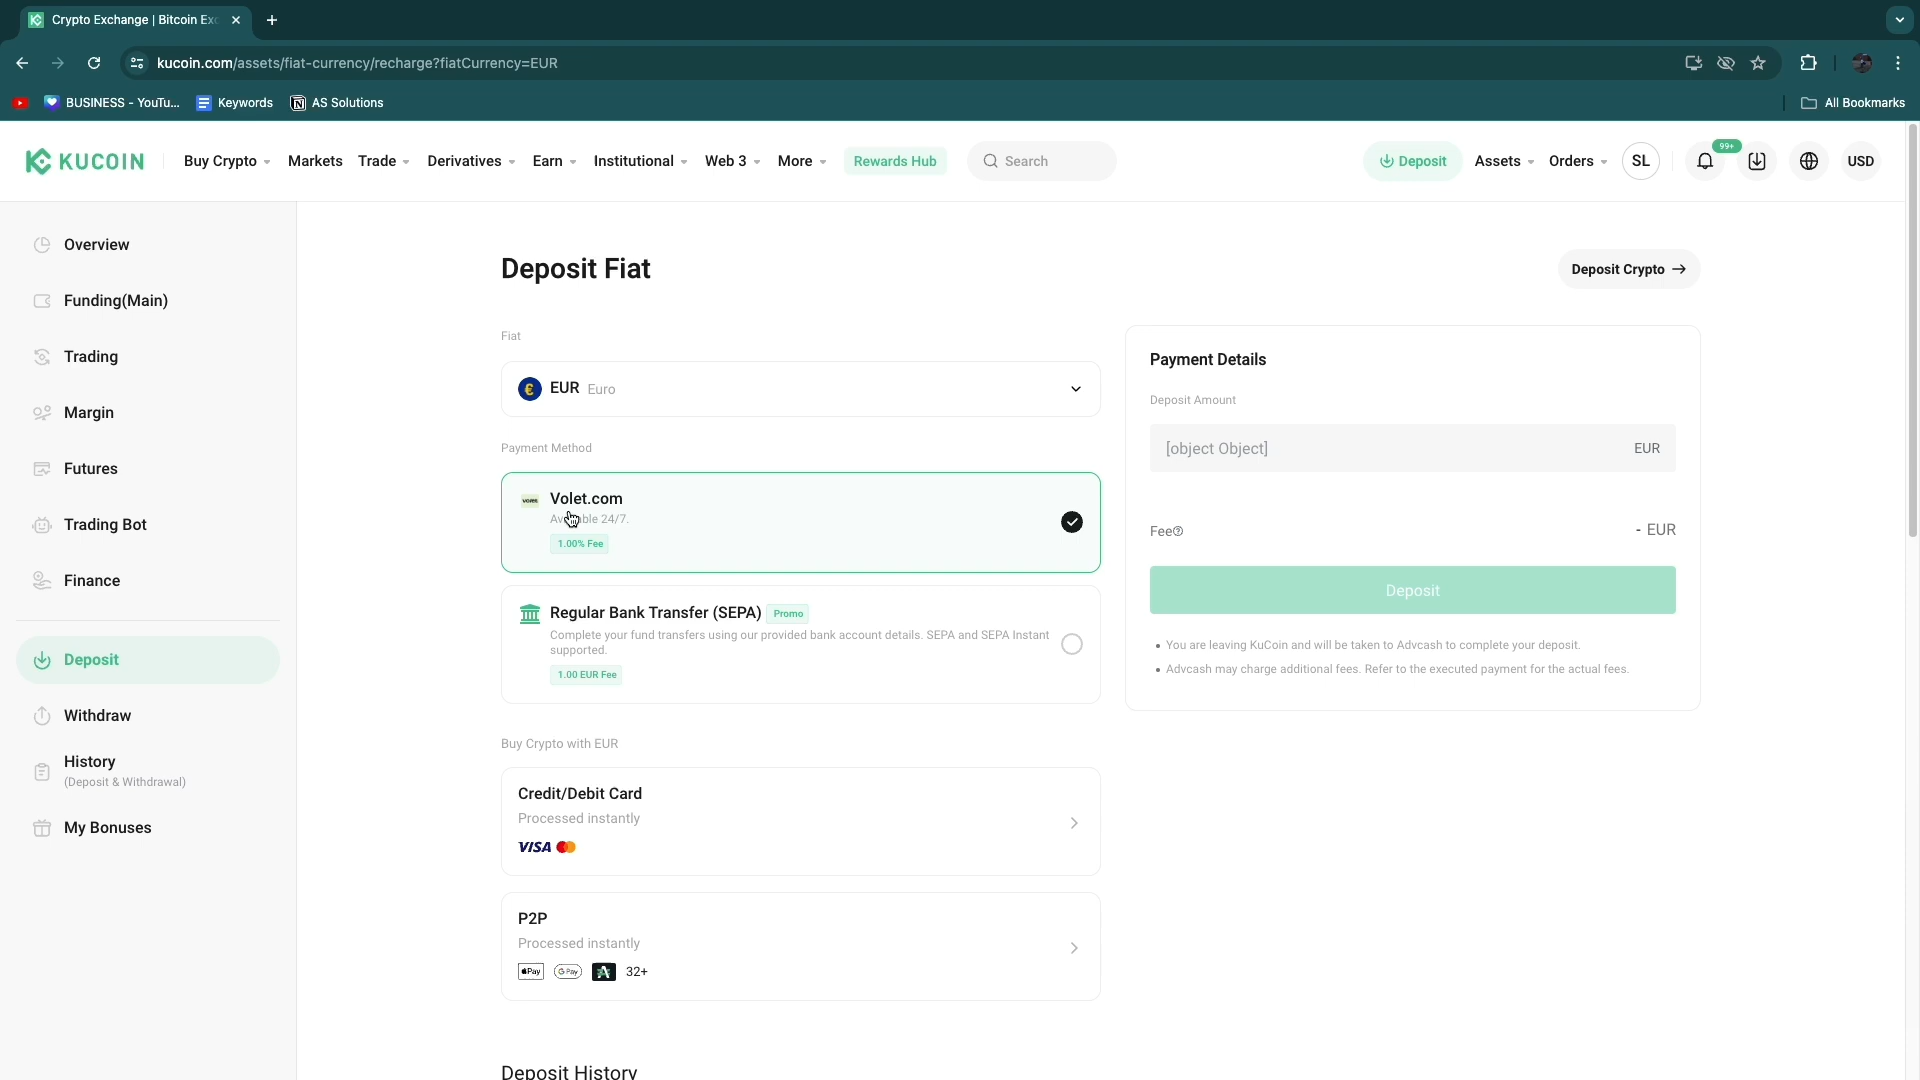 Crypto Exchange | Bitcoin Exc
kucoin.com/assets/fiat-currency/recharge?fiatCurrency=EUR
BUSINESS - YouTu...
Keywords
AS Solutions
All Bookmarks
KUCOIN
Buy Crypto
Markets
Trade
Derivatives
Earn
Institutional
Web 3
More
Rewards Hub
Search
Deposit
Assets
Orders
SL
99+
USD
Overview
Funding(Main)
Trading
Margin
Futures
Trading Bot
Finance
Deposit
Withdraw
History
(Deposit & Withdrawal)
My Bonuses
Deposit Fiat
Deposit Crypto →
Fiat
EUR Euro
Payment Method
VOLET
Volet.com
Available 24/7.
1.00% Fee
Regular Bank Transfer (SEPA) Promo
Complete your fund transfers using our provided bank account details. SEPA and SEPA Instant
supported.
1.00 EUR Fee
Buy Crypto with EUR
Credit/Debit Card
Processed instantly
VISA
P2P
Processed instantly
Pay G Pay 32+
Deposit History
Payment Details
Deposit Amount
[object Object] EUR
Fee - EUR
Deposit
• You are leaving KuCoin and will be taken to Advcash to complete your deposit.
• Advcash may charge additional fees. Refer to the executed payment for the actual fees.